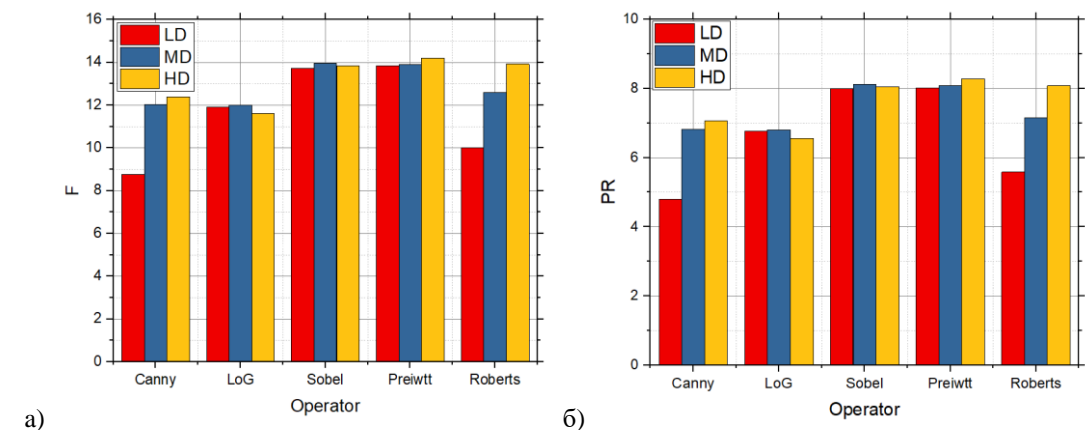 16
14
12
10
8
6
4
2
0
F
LD
MD
HD
Canny
LoG
Sobel
Preiwtt
Roberts
Operator
а)
10
8
6
4
2
0
PR
LD
MD
HD
Canny
LoG
Sobel
Preiwtt
Roberts
Operator
б)